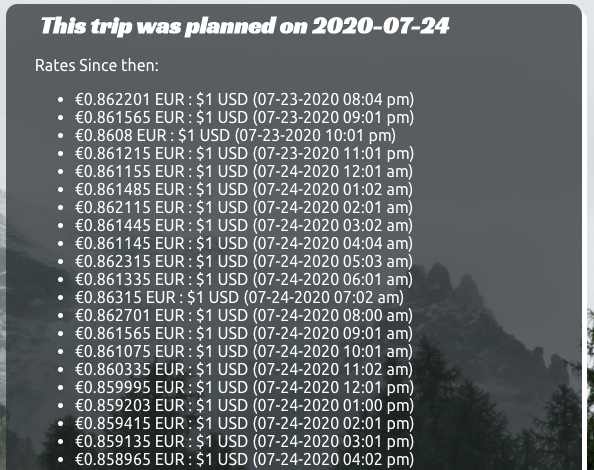 This trip was planned on 2020-07-24
Rates Since then:
• €0.862201 EUR : $1 USD (07-23-2020 08:04 pm)
• €0.861565 EUR : $1 USD (07-23-2020 09:01 pm)
• €0.8608 EUR : $1 USD (07-23-2020 10:01 pm)
• €0.861215 EUR : $1 USD (07-23-2020 11:01 pm)
• €0.861155 EUR : $1 USD (07-24-2020 12:01 am)
• €0.861485 EUR : $1 USD (07-24-2020 01:02 am)
• €0.862115 EUR : $1 USD (07-24-2020 02:01 am)
• €0.861445 EUR : $1 USD (07-24-2020 03:02 am)
• €0.861145 EUR : $1 USD (07-24-2020 04:04 am)
• €0.862315 EUR : $1 USD (07-24-2020 05:03 am)
• €0.861335 EUR : $1 USD (07-24-2020 06:01 am)
• €0.86315 EUR : $1 USD (07-24-2020 07:02 am)
• €0.862701 EUR : $1 USD (07-24-2020 08:00 am)
• €0.861565 EUR : $1 USD (07-24-2020 09:01 am)
• €0.861075 EUR : $1 USD (07-24-2020 10:01 am)
• €0.860335 EUR : $1 USD (07-24-2020 11:02 am)
• €0.859995 EUR : $1 USD (07-24-2020 12:01 pm)
• €0.859203 EUR : $1 USD (07-24-2020 01:00 pm)
• €0.859415 EUR : $1 USD (07-24-2020 02:01 pm)
• €0.859135 EUR : $1 USD (07-24-2020 03:01 pm)
• €0.858965 EUR : $1 USD (07-24-2020 04:02 pm)